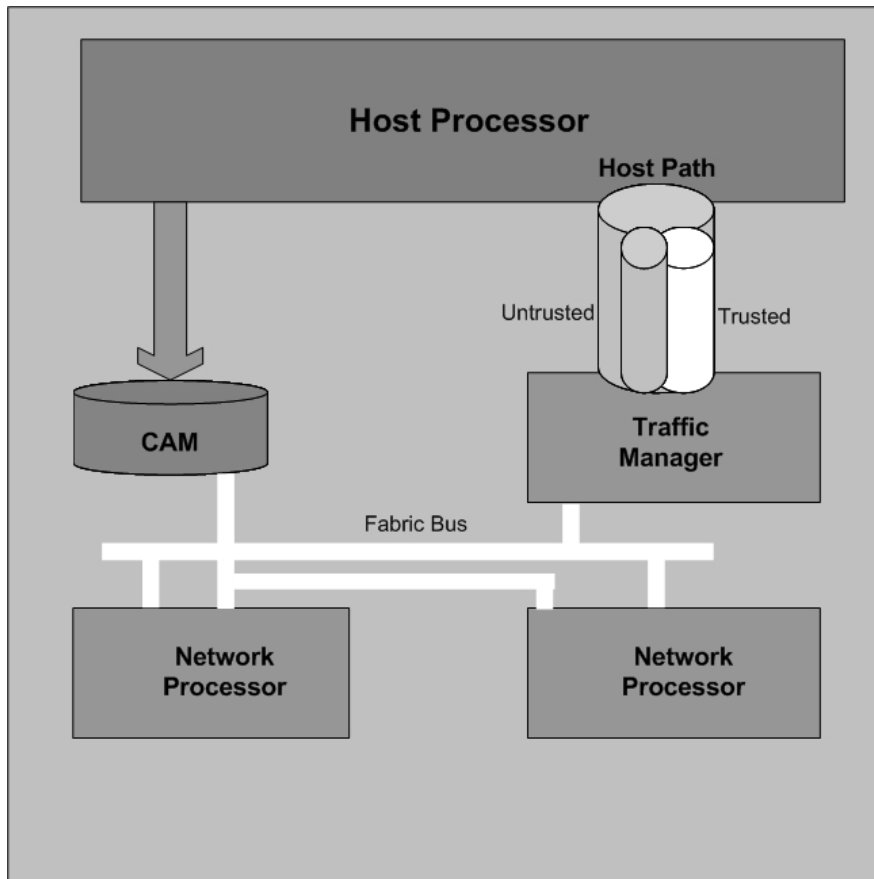 Host Processor
Host Path
Untrusted
Trusted
CAM
Traffic
Manager
Fabric Bus
Network
Processor
Network
Processor